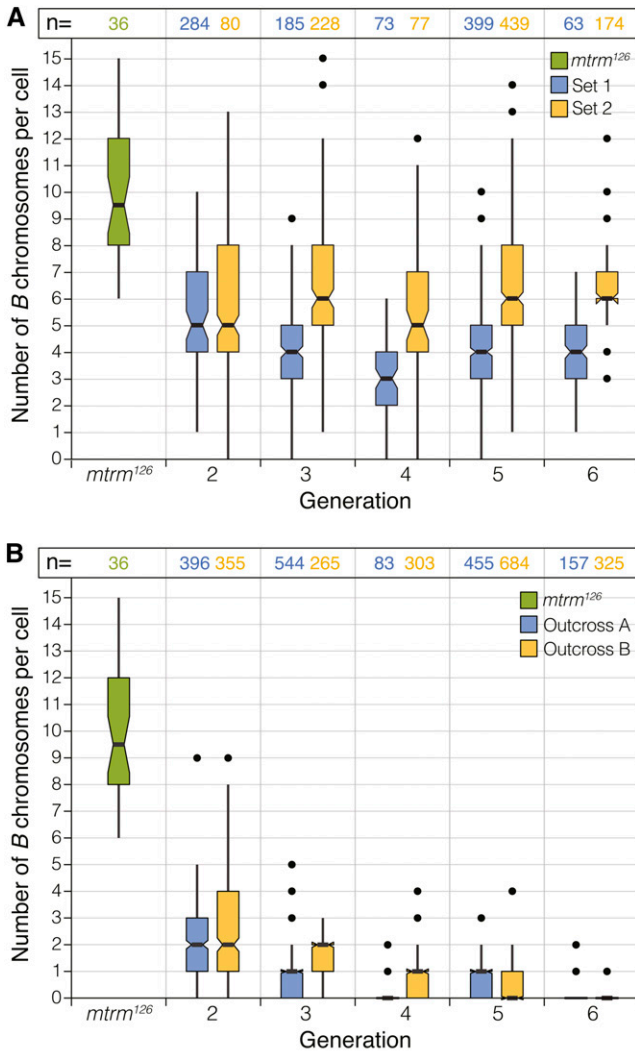 A
n= 36 284 80 185 228 73 77 399 439 63 174
15
14
13
12
11
10
9
8
7
6
5
4
3
2
1
0
Number of B chromosomes per cell
mtrm126
Set 1
Set 2
mtrm126 2 3 4 5 6
Generation
B
n= 36 396 355 544 265 83 303 455 684 157 325
15
14
13
12
11
10
9
8
7
6
5
4
3
2
1
0
Number of B chromosomes per cell
mtrm126
Outcross A
Outcross B
mtrm126 2 3 4 5 6
Generation